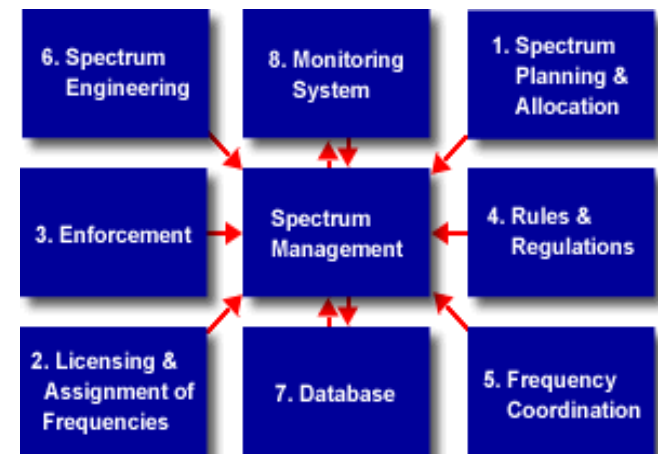 6. Spectrum
Engineering
8. Monitoring
System
1. Spectrum
Planning &
Allocation
3. Enforcement
Spectrum
Management
4. Rules &
Regulations
2. Licensing &
Assignment of
Frequencies
7. Database
5. Frequency
Coordination